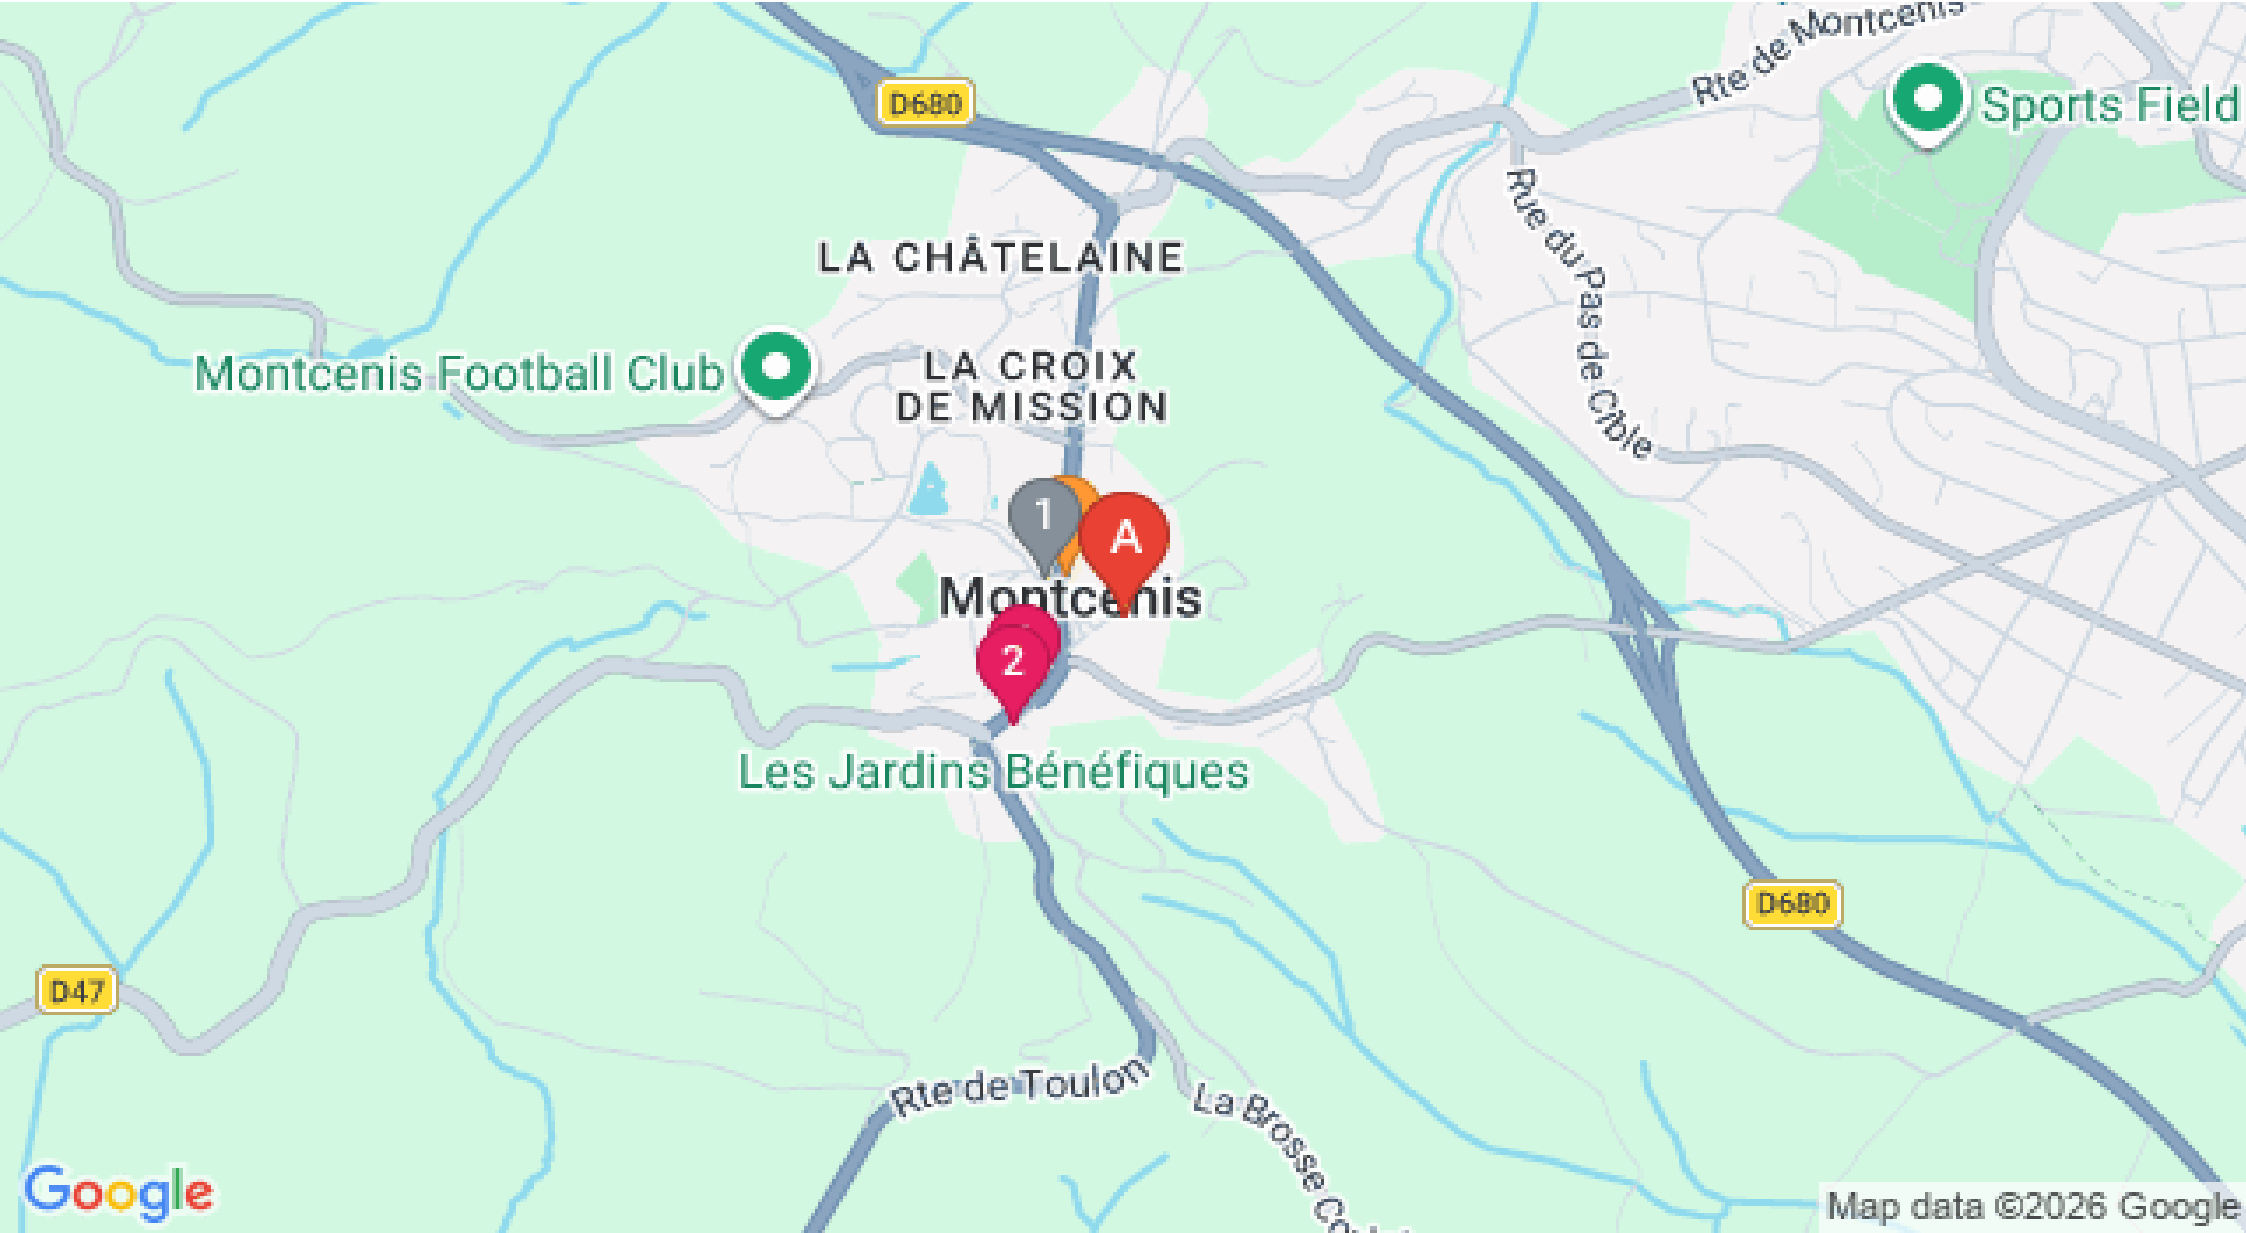 Rte de Montcenis
D680
Sports Field
Rue du Pas de Cible
LA CHÂTELAINE
Montcenis Football Club
LA CROIX
DE MISSION
1
A
Montcenis
2
Les Jardins Bénéfiques
D680
D47
Rte de Toulon
La Brosse
Google
Map data ©2026 Google